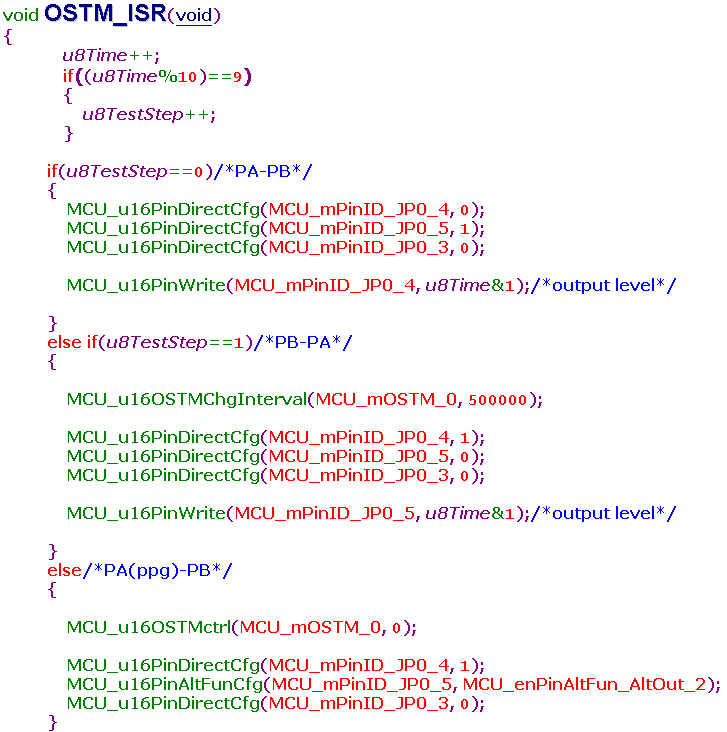 void OSTM_ISR(void)
{
u8Time++;
if((u8Time%10)==9)
{
u8TestStep++;
}
if(u8TestStep==0)/*PA-PB*/
{
MCU_u16PinDirectCfg(MCU_mPinID_JP0_4, 0);
MCU_u16PinDirectCfg(MCU_mPinID_JP0_5, 1);
MCU_u16PinDirectCfg(MCU_mPinID_JP0_3, 0);
MCU_u16PinWrite(MCU_mPinID_JP0_4, u8Time&1);/*output level*/
}
else if(u8TestStep==1)/*PB-PA*/
{
MCU_u16OSTMChgInterval(MCU_mOSTM_0, 500000);
MCU_u16PinDirectCfg(MCU_mPinID_JP0_4, 1);
MCU_u16PinDirectCfg(MCU_mPinID_JP0_5, 0);
MCU_u16PinDirectCfg(MCU_mPinID_JP0_3, 0);
MCU_u16PinWrite(MCU_mPinID_JP0_5, u8Time&1);/*output level*/
}
else/*PA(ppg)-PB*/
{
MCU_u16OSTMctrl(MCU_mOSTM_0, 0);
MCU_u16PinDirectCfg(MCU_mPinID_JP0_4, 1);
MCU_u16PinAltFunCfg(MCU_mPinID_JP0_5, MCU_enPinAltFun_AltOut_2);
MCU_u16PinDirectCfg(MCU_mPinID_JP0_3, 0);
}